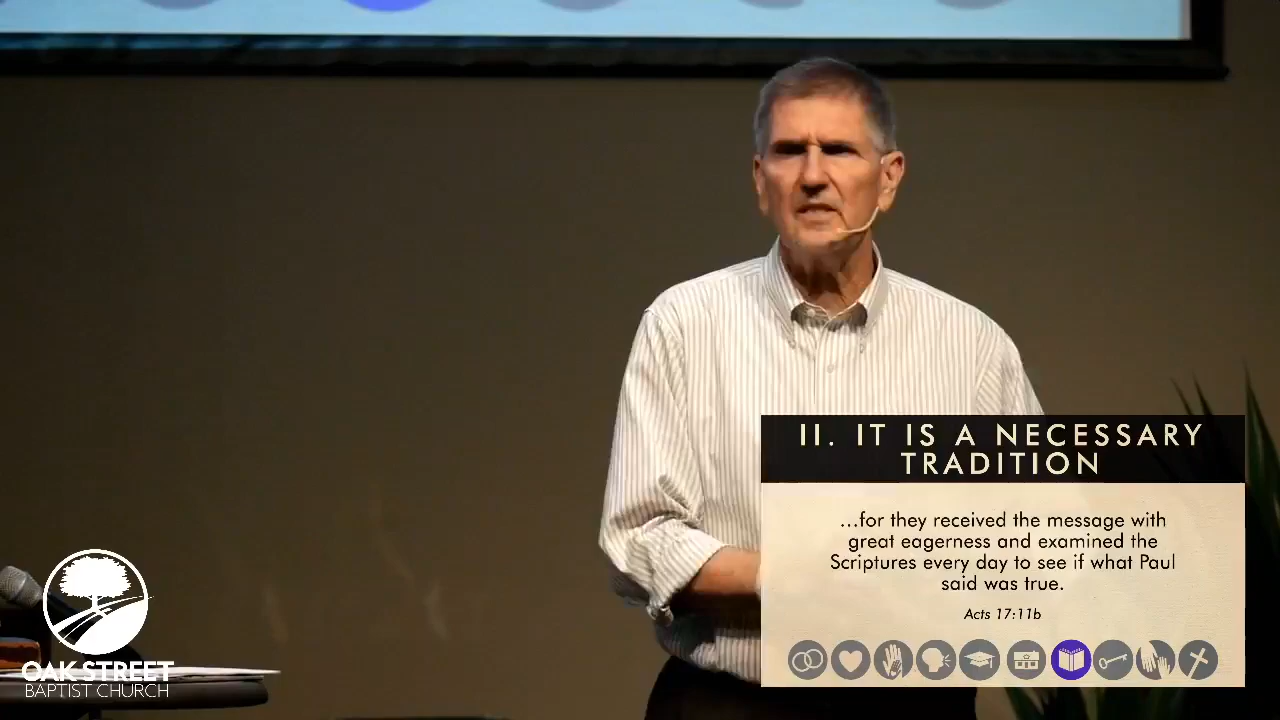 II. IT IS A NECESSARY
TRADITION
...for they received the message with
great eagerness and examined the
Scriptures every day to see if what Paul
said was true.
Acts 17:11b
OAK STREET
BAPTIST CHURCH